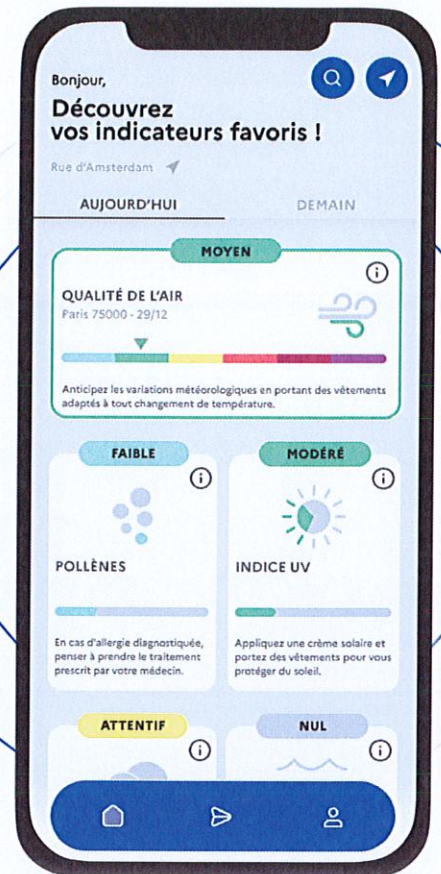 Bonjour,
Découvrez
vos indicateurs favoris !
Rue d'Amsterdam
AUJOURD'HUI
DEMAIN
MOYEN
QUALITÉ DE L'AIR
Paris 75000 - 29/12
Anticipez les variations météorologiques en portant des vêtements
adaptés à tout changement de température.
FAIBLE
POLLÈNES
En cas d'allergie diagnostiquée,
penser à prendre le traitement
prescrit par votre médecin.
MODÉRÉ
INDICE UV
Appliquez une crème solaire et
portez des vêtements pour vous
protéger du soleil.
ATTENTIF
NUL